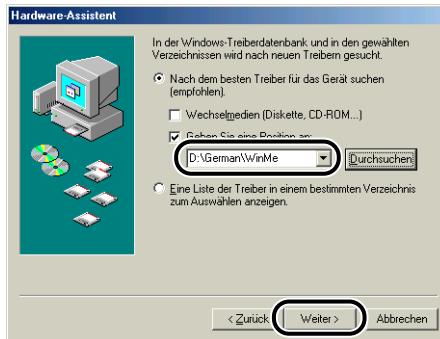 Hardware-Assistent
In der Windows-Treiberdatenbank und in den gewählten
Verzeichnissen wird nach neuen Treibern gesucht.
Nach dem besten Treiber für das Gerät suchen
(empfohlen).
Wechselmedien (Diskette, CD-ROM...)
Geben Sie eine Position an:
D:\German\WinMe
Durchsuchen
Eine Liste der Treiber in einem bestimmten Verzeichnis
zum Auswählen anzeigen.
< Zurück Weiter > Abbrechen